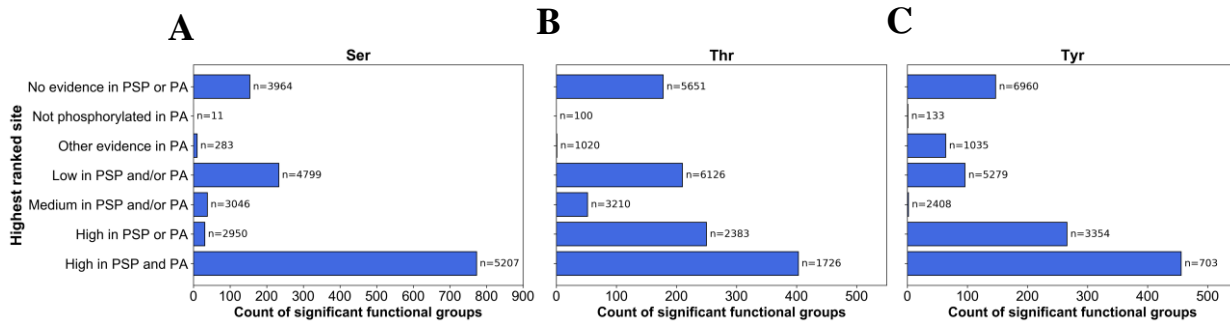 A
B
C
Ser
Thr
Tyr
Highest ranked site
No evidence in PSP or PA
Not phosphorylated in PA
Other evidence in PA
Low in PSP and/or PA
Medium in PSP and/or PA
High in PSP or PA
High in PSP and PA
n=3964
n=11
n=283
n=4799
n=3046
n=2950
n=5207
0 100 200 300 400 500 600 700 800 900
Count of significant functional groups
n=5651
n=100
n=1020
n=6126
n=3210
n=2383
n=1726
0 100 200 300 400 500
Count of significant functional groups
n=6960
n=133
n=1035
n=5279
n=2408
n=3354
n=703
0 100 200 300 400 500
Count of significant functional groups